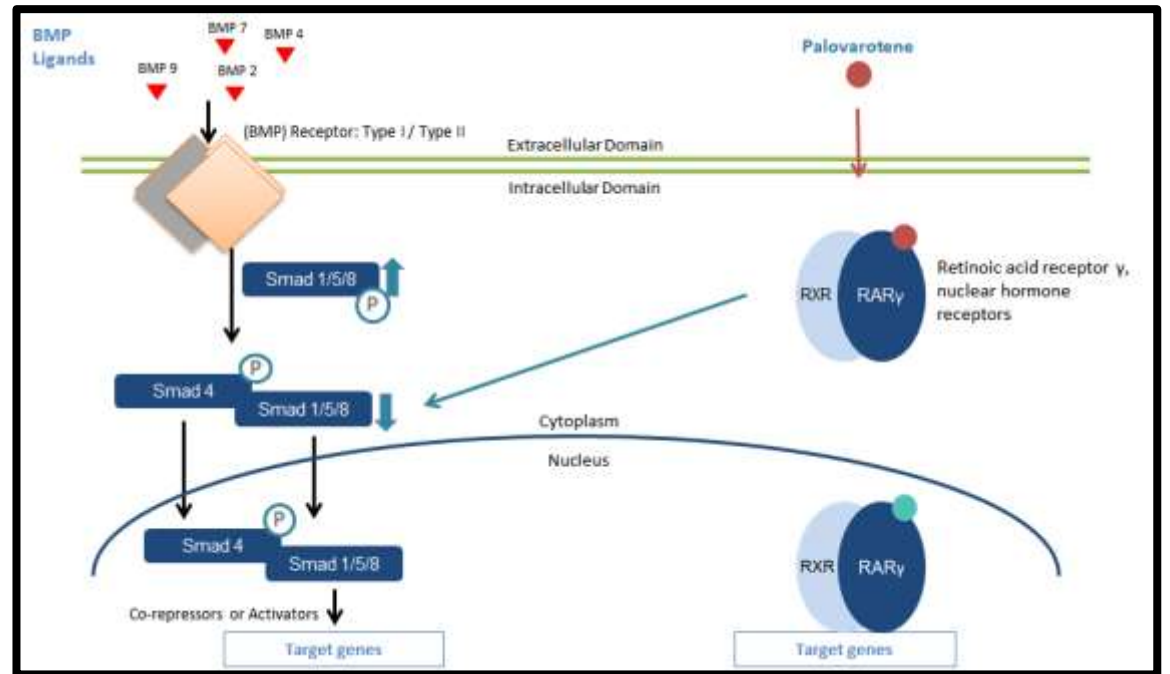 BMP
Ligands
BMP 7
BMP 4
BMP 9
BMP 2
Palovarotene
(BMP) Receptor: Type I / Type II
Extracellular Domain
Intracellular Domain
Smad 1/5/8
P
RXR
RARγ
Retinoic acid receptor γ,
nuclear hormone
receptors
P
Smad 4
Smad 1/5/8
Cytoplasm
Nucleus
P
Smad 4
Smad 1/5/8
RXR
RARγ
Co-repressors or Activators
Target genes
Target genes